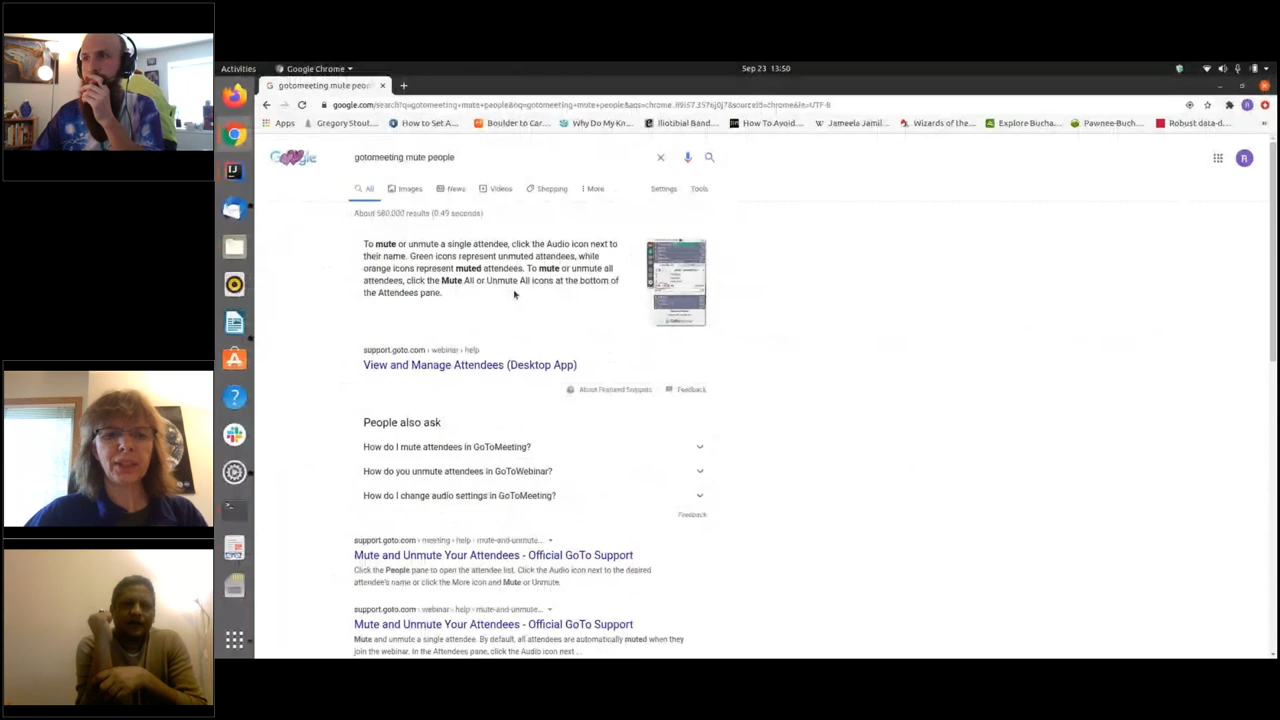 Activities
Google Chrome
Sep 23 13:50
gotomeeting mute peop
Apps
Gregory Stout...
How to Set A...
Boulder to Car...
Why Do My Kn...
Iliotibial Band...
How To Avoid...
Jameela Jamil...
Wizards of the...
Explore Bucha...
Pawnee-Buch...
Robust data-d...
Google
gotomeeting mute people
R
All
Images
News
Videos
Shopping
More
Settings
Tools
About 580,000 results (0.49 seconds)
To mute or unmute a single attendee, click the Audio icon next to
their name. Green icons represent unmuted attendees, while
orange icons represent muted attendees. To mute or unmute all
attendees, click the Mute All or Unmute All icons at the bottom of
the Attendees pane.
support.goto.com › webinar › help
View and Manage Attendees (Desktop App)
About Featured Snippets
Feedback
People also ask
How do I mute attendees in GoToMeeting?
How do you unmute attendees in GoToWebinar?
How do I change audio settings in GoToMeeting?
Feedback
support.goto.com › meeting › help › mute-and-unmute...
Mute and Unmute Your Attendees - Official GoTo Support
Click the People pane to open the attendee list. Click the Audio icon next to the desired
attendee's name or click the More icon and Mute or Unmute.
support.goto.com › webinar › help › mute-and-unmute...
Mute and Unmute Your Attendees - Official GoTo Support
Mute and unmute a single attendee. By default, all attendees are automatically muted when they
join the webinar. In the Attendees pane, click the Audio icon next ...